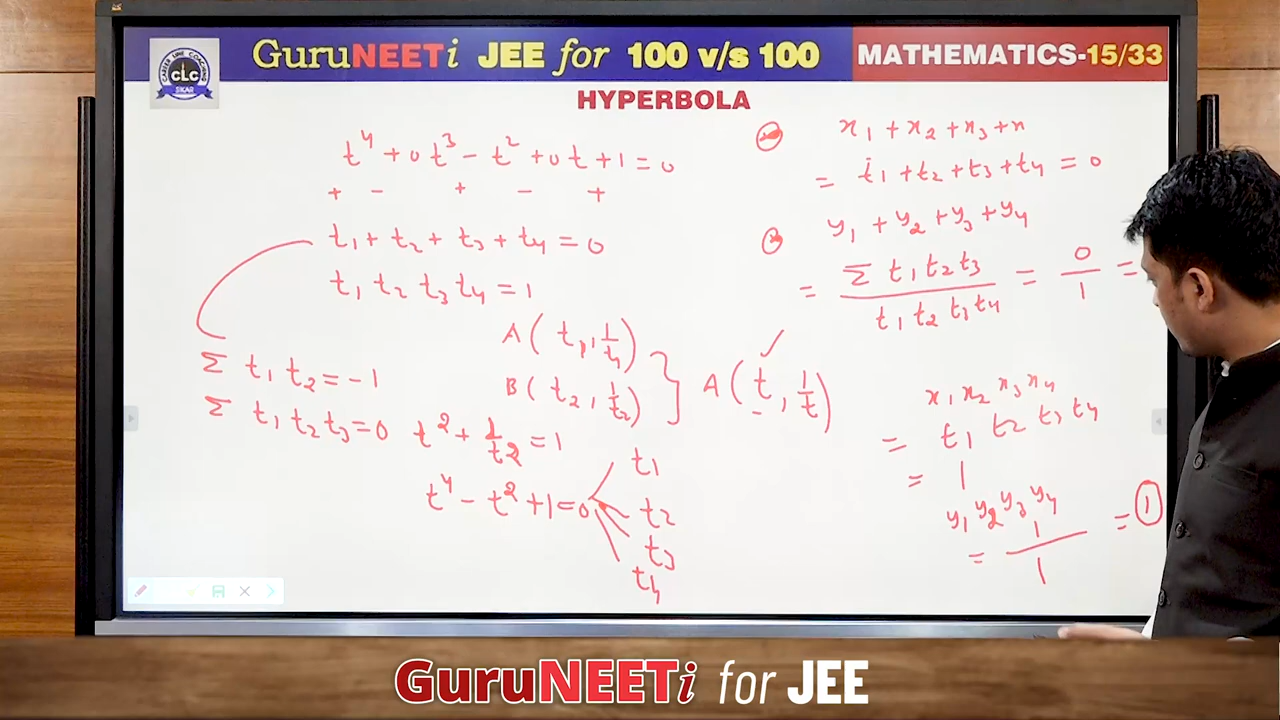 GuruNEETi JEE for 100 v/s 100
MATHEMATICS-15/33
CAREER LINE COACHING
CLC
SIKAR
HYPERBOLA
t⁴ + 0t³ - t² + 0t + 1 = 0
+ - + - +
t₁ + t₂ + t₃ + t₄ = 0
t₁ t₂ t₃ t₄ = 1
Σ t₁ t₂ = -1
Σ t₁ t₂ t₃ = 0
A(t₁, 1/t₁)
B(t₂, 1/t₂)
A(t, 1/t)
t² + 1/t² = 1
t⁴ - t² + 1 = 0
t₁
t₂
t₃
t₄
x₁ + x₂ + x₃ + x
= t₁ + t₂ + t₃ + t₄ = 0
y₁ + y₂ + y₃ + y₄
= Σ t₁ t₂ t₃ / t₁ t₂ t₃ t₄ = 0/1 =
x₁ x₂ x₃ x₄
= t₁ t₂ t₃ t₄
= 1
y₁ y₂ y₃ y₄
= 1/1 = 1
GuruNEETi for JEE